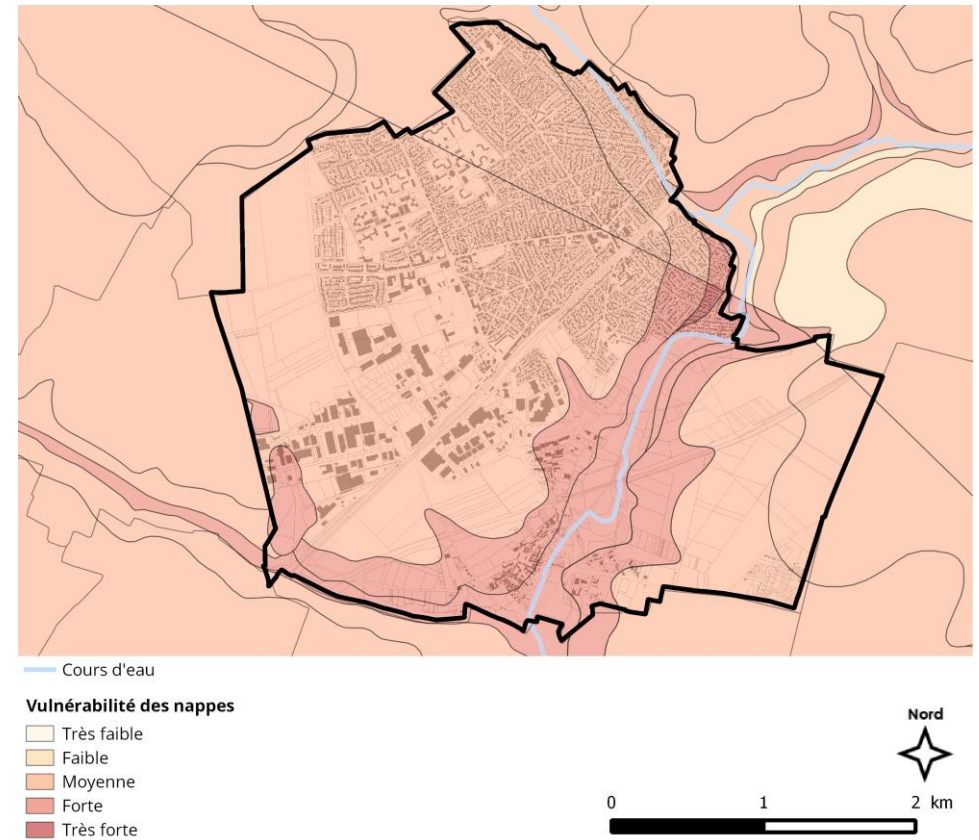 Cours d'eau
Vulnérabilité des nappes
Très faible
Faible
Moyenne
Forte
Très forte
Nord
0 1 2 km